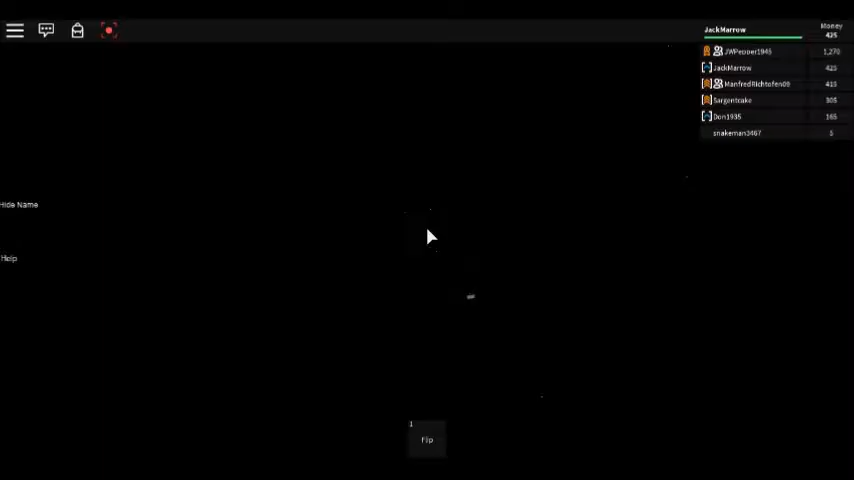 JackMarrow
Money
425
JWPepper1945 1,270
JackMarrow 425
ManfredRichtofen09 410
Sargentcake 305
Don1935 165
snakeman3467 5
Hide Name
Help
1
Flip